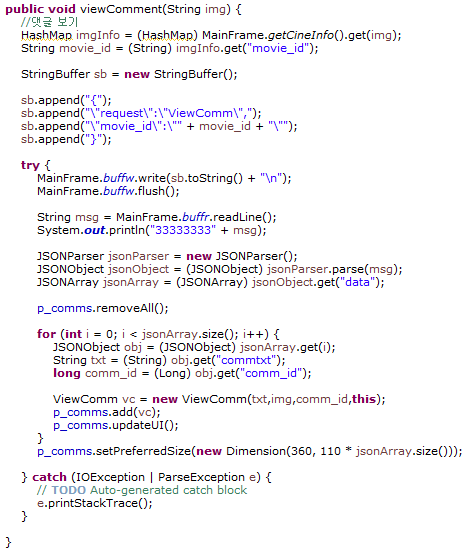 public void viewComment(String img) {
//댓글 보기
HashMap imgInfo = (HashMap) MainFrame.getCineInfo().get(img);
String movie_id = (String) imgInfo.get("movie_id");
StringBuffer sb = new StringBuffer();
sb.append("{");
sb.append("\"request\":\"ViewComm\",");
sb.append("\"movie_id\":\"" + movie_id + "\"");
sb.append("}");
try {
MainFrame.buffw.write(sb.toString() + "\n");
MainFrame.buffw.flush();
String msg = MainFrame.buffr.readLine();
System.out.println("33333333" + msg);
JSONParser jsonParser = new JSONParser();
JSONObject jsonObject = (JSONObject) jsonParser.parse(msg);
JSONArray jsonArray = (JSONArray) jsonObject.get("data");
p_comms.removeAll();
for (int i = 0; i < jsonArray.size(); i++) {
JSONObject obj = (JSONObject) jsonArray.get(i);
String txt = (String) obj.get("commtxt");
long comm_id = (Long) obj.get("comm_id");
ViewComm vc = new ViewComm(txt,img,comm_id,this);
p_comms.add(vc);
p_comms.updateUI();
}
p_comms.setPreferredSize(new Dimension(360, 110 * jsonArray.size()));
} catch (IOException | ParseException e) {
// TODO Auto-generated catch block
e.printStackTrace();
}
}